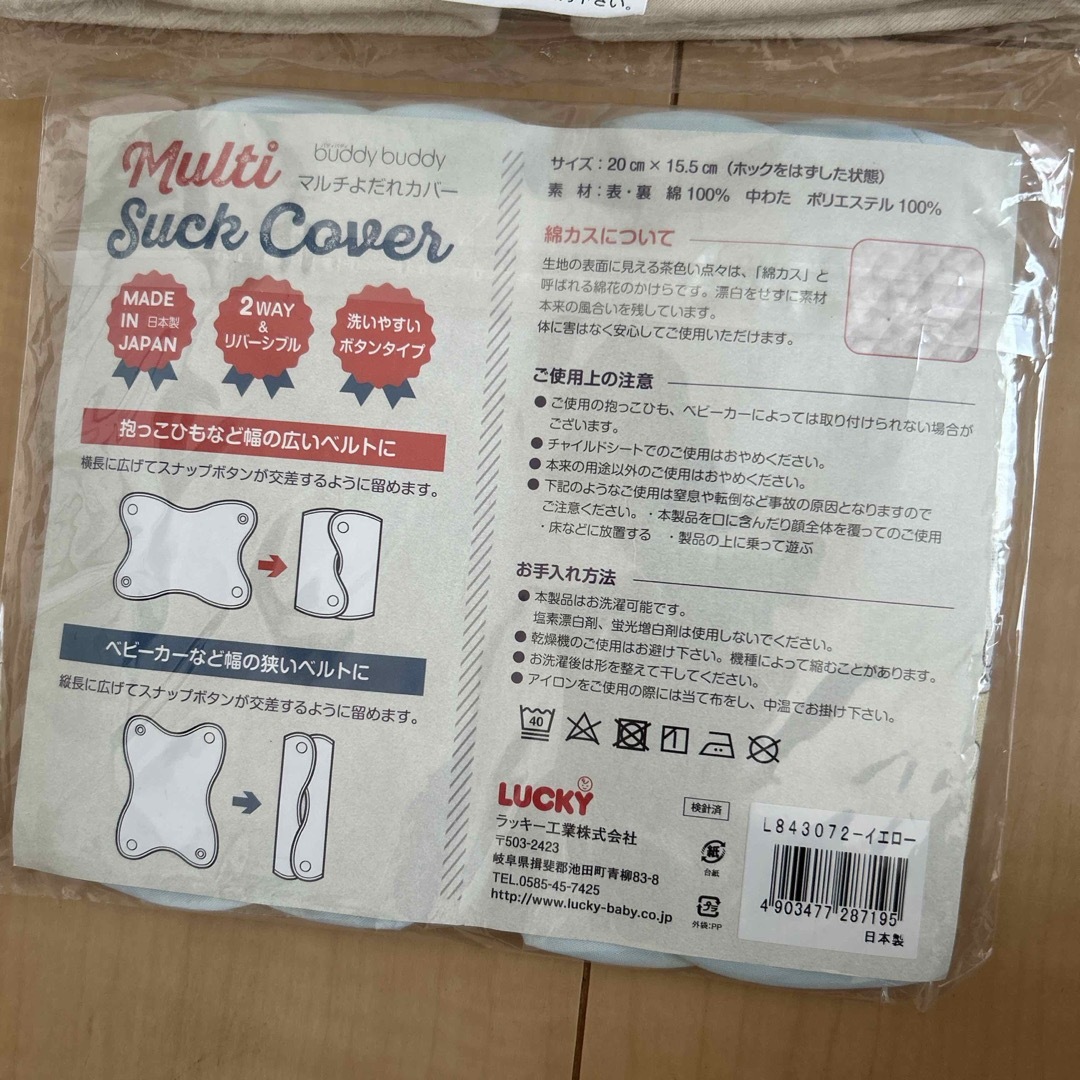 下さい。
Multi
Suck Cover
buddy buddy
マルチよだれカバー
MADE
IN 日本製
JAPAN
2WAY
&
リバーシブル
洗いやすい
ボタンタイプ
抱っこひもなど幅の広いベルトに
横長に広げてスナップボタンが交差するように留めます。
ベビーカーなど幅の狭いベルトに
縦長に広げてスナップボタンが交差するように留めます。
サイズ：20㎝×15.5㎝（ホックをはずした状態）
素 材：表・裏 綿100% 中わた ポリエステル100%
綿カスについて
生地の表面に見える茶色い点々は、「綿カス」と
呼ばれる綿花のかけらです。漂白をせずに素材
本来の風合いを残しています。
体に害はなく安心してご使用いただけます。
ご使用上の注意
●ご使用の抱っこひも、ベビーカーによっては取り付けられない場合が
ございます。
●チャイルドシートでのご使用はおやめください。
●本来の用途以外のご使用はおやめください。
●下記のようなご使用は窒息や転倒など事故の原因となりますので
ご注意ください。・本製品を口に含んだり顔全体を覆ってのご使用
・床などに放置する ・製品の上に乗って遊ぶ
お手入れ方法
●本製品はお洗濯可能です。
塩素漂白剤、蛍光増白剤は使用しないでください。
●乾燥機のご使用はお避け下さい。機種によって縮むことがあります。
●お洗濯後は形を整えて干してください。
●アイロンをご使用の際には当て布をし、中温でお掛け下さい。
40
LUCKY
ラッキー工業株式会社
〒503-2423
岐阜県揖斐郡池田町青柳83-8
TEL.0585-45-7425
http://www.lucky-baby.co.jp
検針済
紙
台紙
プラ
外袋:PP
L843072-イエロー
4 903477 287195
日本製